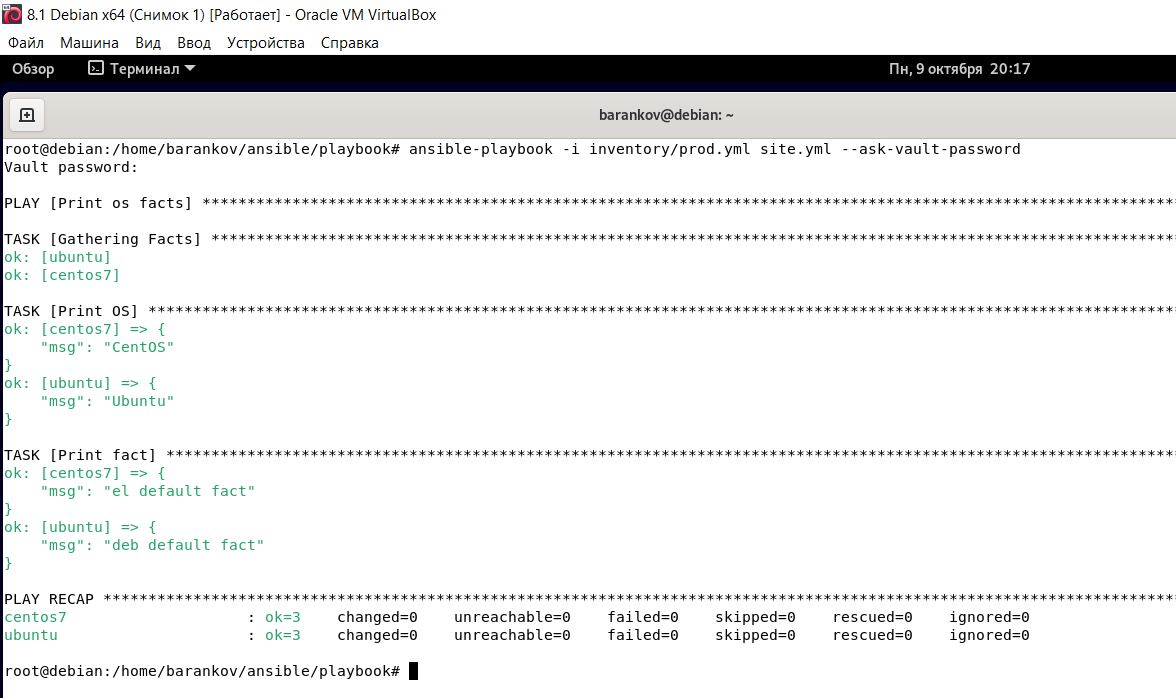 8.1 Debian x64 (Снимок 1) [Работает] - Oracle VM VirtualBox
Файл Машина Вид Ввод Устройства Справка
Обзор Терминал Пн, 9 октября 20:17
barankov@debian: ~
root@debian:/home/barankov/ansible/playbook# ansible-playbook -i inventory/prod.yml site.yml --ask-vault-password
Vault password:
PLAY [Print os facts] ************************************************************************************************************
TASK [Gathering Facts] ***********************************************************************************************************
ok: [ubuntu]
ok: [centos7]
TASK [Print OS] ******************************************************************************************************************
ok: [centos7] => {
    "msg": "CentOS"
}
ok: [ubuntu] => {
    "msg": "Ubuntu"
}
TASK [Print fact] ****************************************************************************************************************
ok: [centos7] => {
    "msg": "el default fact"
}
ok: [ubuntu] => {
    "msg": "deb default fact"
}
PLAY RECAP ***********************************************************************************************************************
centos7                    : ok=3    changed=0    unreachable=0    failed=0    skipped=0    rescued=0    ignored=0
ubuntu                     : ok=3    changed=0    unreachable=0    failed=0    skipped=0    rescued=0    ignored=0
root@debian:/home/barankov/ansible/playbook#